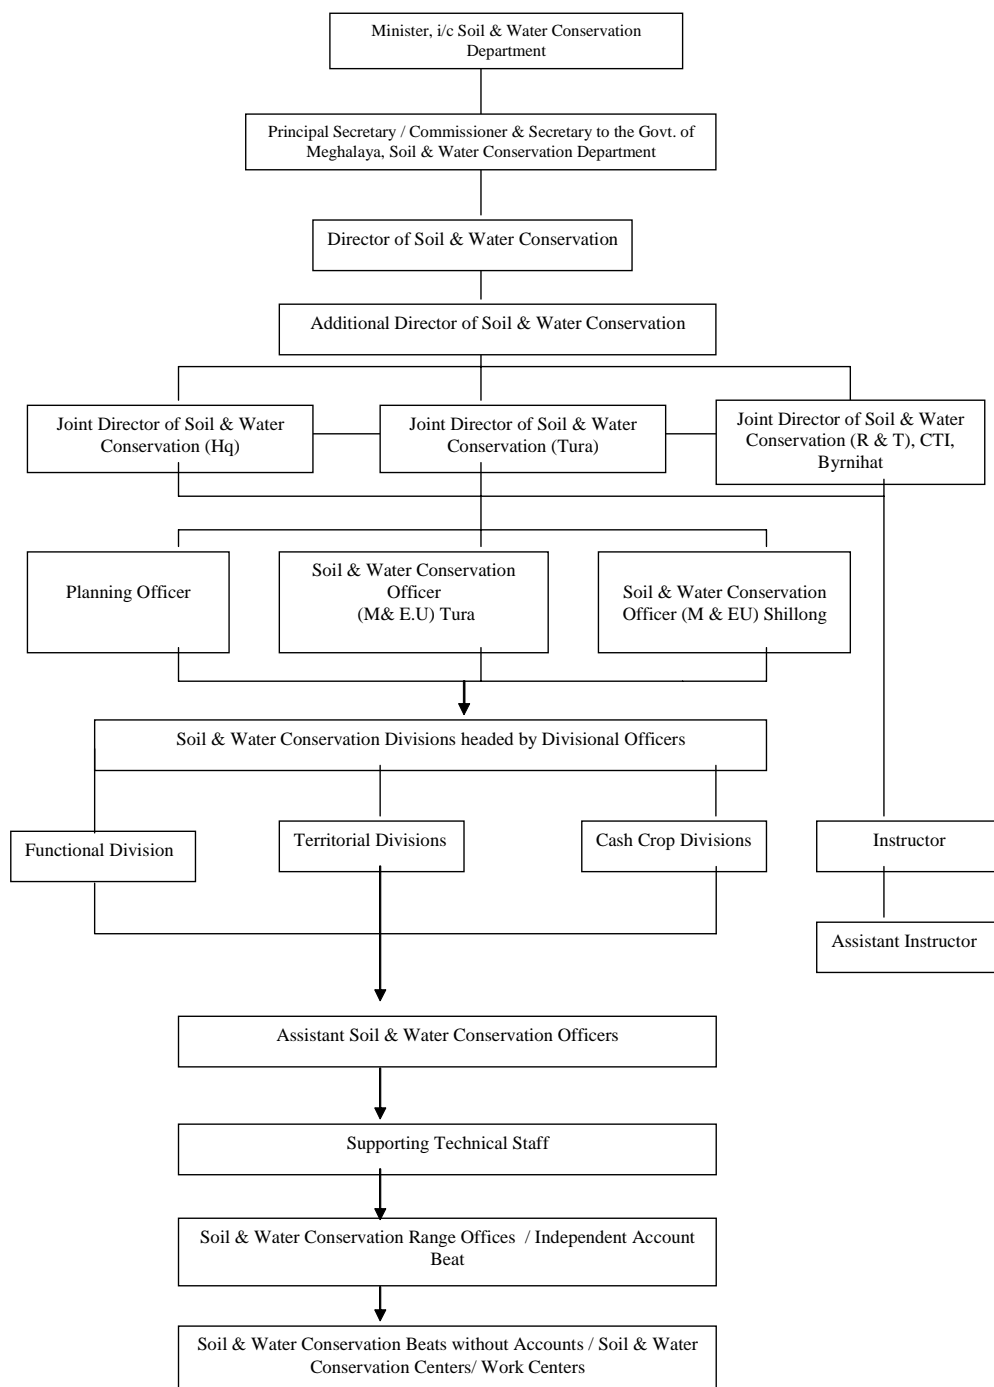 Minister, i/c Soil & Water Conservation
Department
Principal Secretary / Commissioner & Secretary to the Govt. of
Meghalaya, Soil & Water Conservation Department
Director of Soil & Water Conservation
Additional Director of Soil & Water Conservation
Joint Director of Soil & Water
Conservation (Hq)
Joint Director of Soil & Water
Conservation (Tura)
Joint Director of Soil & Water
Conservation (R & T), CTI,
Byrnihat
Planning Officer
Soil & Water Conservation
Officer
(M& E.U) Tura
Soil & Water Conservation
Officer (M & EU) Shillong
Soil & Water Conservation Divisions headed by Divisional Officers
Functional Division
Territorial Divisions
Cash Crop Divisions
Instructor
Assistant Instructor
Assistant Soil & Water Conservation Officers
Supporting Technical Staff
Soil & Water Conservation Range Offices / Independent Account
Beat
Soil & Water Conservation Beats without Accounts / Soil & Water
Conservation Centers/ Work Centers